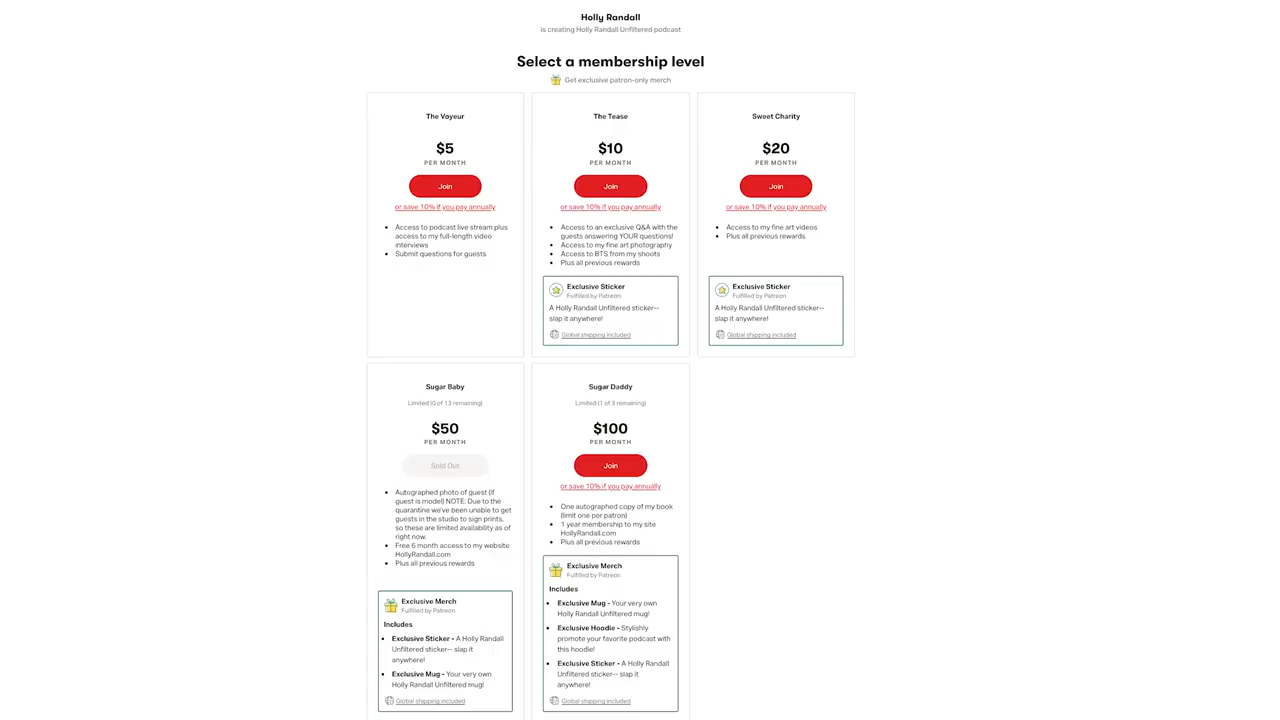 Holly Randall
is creating Holly Randall Unfiltered podcast
Select a membership level
Get exclusive patron-only merch
The Voyeur
$5
PER MONTH
Join
or save 10% if you pay annually
Access to podcast live stream plus
access to my full-length video
interviews
Submit questions for guests
The Tease
$10
PER MONTH
Join
or save 10% if you pay annually
Access to an exclusive Q&A with the
guests answering YOUR questions!
Access to my fine art photography
Access to BTS from my shoots
Plus all previous rewards
Exclusive Sticker
Fulfilled by Patreon
A Holly Randall Unfiltered sticker--
slap it anywhere!
Global shipping included
Sweet Charity
$20
PER MONTH
Join
or save 10% if you pay annually
Access to my fine art videos
Plus all previous rewards
Exclusive Sticker
Fulfilled by Patreon
A Holly Randall Unfiltered sticker--
slap it anywhere!
Global shipping included
Sugar Baby
Limited (0 of 13 remaining)
$50
PER MONTH
Sold Out
Autographed photo of guest (if
guest is model) NOTE: Due to the
quarantine we've been unable to get
guests in the studio to sign prints,
so these are limited availability as of
right now.
Free 6 month access to my website
HollyRandall.com
Plus all previous rewards
Exclusive Merch
Fulfilled by Patreon
Includes
Exclusive Sticker - A Holly Randall
Unfiltered sticker-- slap it
anywhere!
Exclusive Mug - Your very own
Holly Randall Unfiltered mug!
Global shipping included
Sugar Daddy
Limited (1 of 3 remaining)
$100
PER MONTH
Join
or save 10% if you pay annually
One autographed copy of my book
(limit one per patron)
1 year membership to my site
HollyRandall.com
Plus all previous rewards
Exclusive Merch
Fulfilled by Patreon
Includes
Exclusive Mug - Your very own
Holly Randall Unfiltered mug!
Exclusive Hoodie - Stylishly
promote your favorite podcast with
this hoodie!
Exclusive Sticker - A Holly Randall
Unfiltered sticker-- slap it
anywhere!
Global shipping included